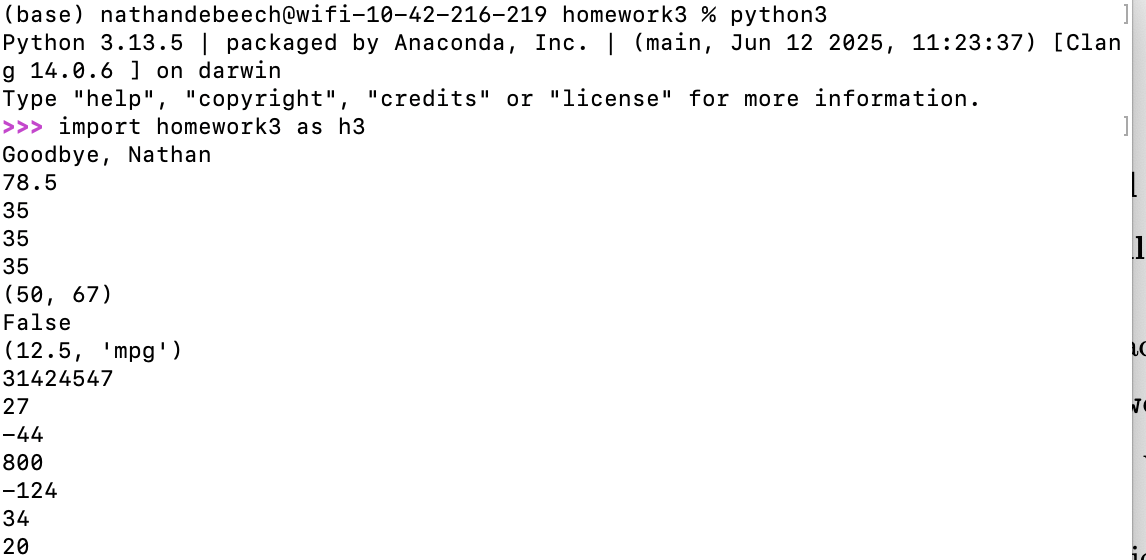 (base) nathandebeech@wifi-10-42-216-219 homework3 % python3 ]
Python 3.13.5 | packaged by Anaconda, Inc. | (main, Jun 12 2025, 11:23:37) [Clan
g 14.0.6 ] on darwin
Type "help", "copyright", "credits" or "license" for more information.
>>> import homework3 as h3 ]
Goodbye, Nathan
78.5
35
35
35
(50, 67)
False
(12.5, 'mpg')
31424547
27
-44
800
-124
34
20